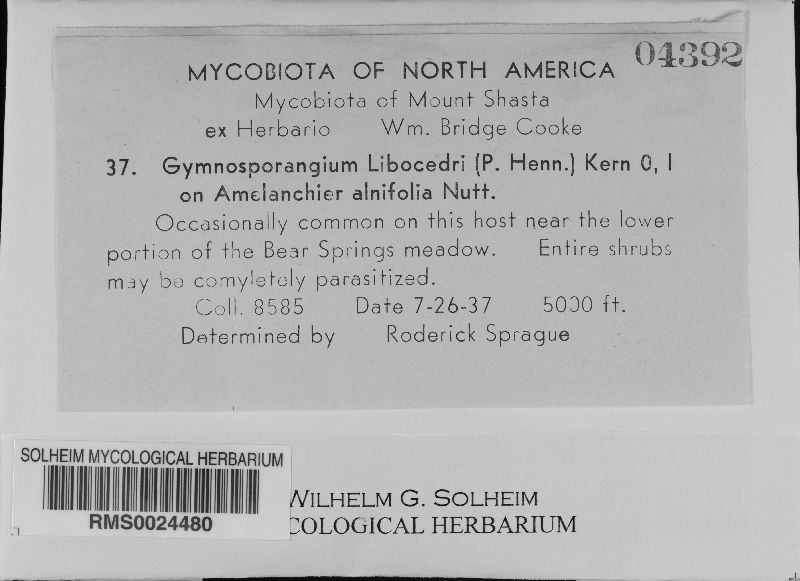 04392
MYCOBIOTA OF NORTH AMERICA
Mycobiota of Mount Shasta
ex Herbario Wm. Bridge Cooke
37. Gymnosporangium Libocedri (P. Henn.) Kern 0, I
on Amelanchier alnifolia Nutt.
Occasionally common on this host near the lower
portion of the Bear Springs meadow. Entire shrubs
may be comyletely parasitized.
Coll. 8585 Date 7-26-37 5000 ft.
Determined by Roderick Sprague
SOLHEIM MYCOLOGICAL HERBARIUM
RMS0024480
WILHELM G. SOLHEIM
COLOGICAL HERBARIUM